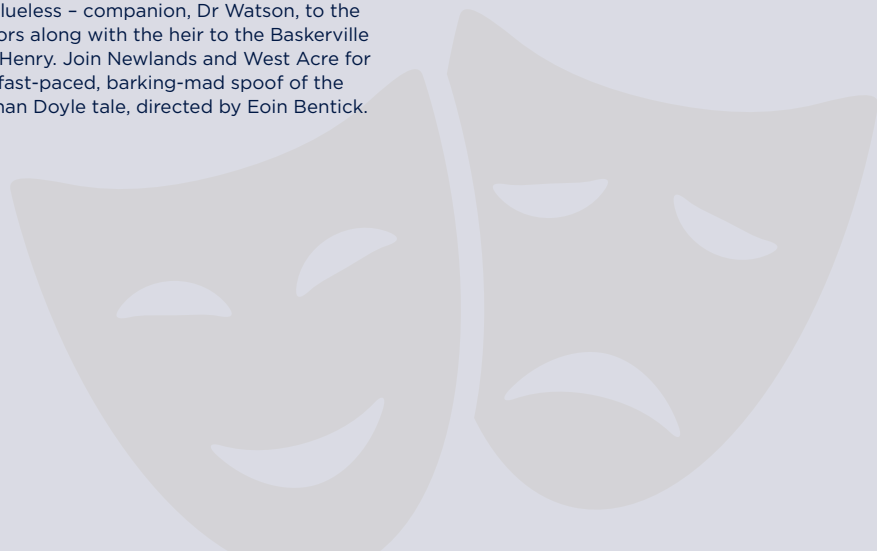 lueless – companion, Dr Watson, to the
ors along with the heir to the Baskerville
Henry. Join Newlands and West Acre for
fast-paced, barking-mad spoof of the
nan Doyle tale, directed by Eoin Bentick.